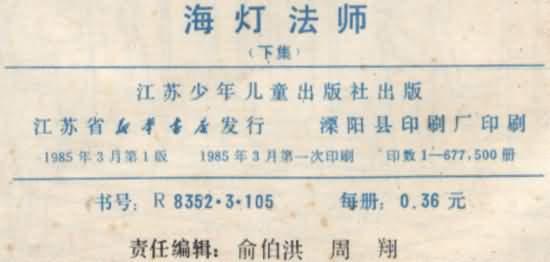 海灯法师
（下集）
江苏少年儿童出版社出版
江苏省新华书店发行 溧阳县印刷厂印刷
1985年3月第1版 1985年3月第一次印刷 印数1—677,500册
书号：R 8352·3·105 每册：0.36元
责任编辑：俞伯洪 周翔